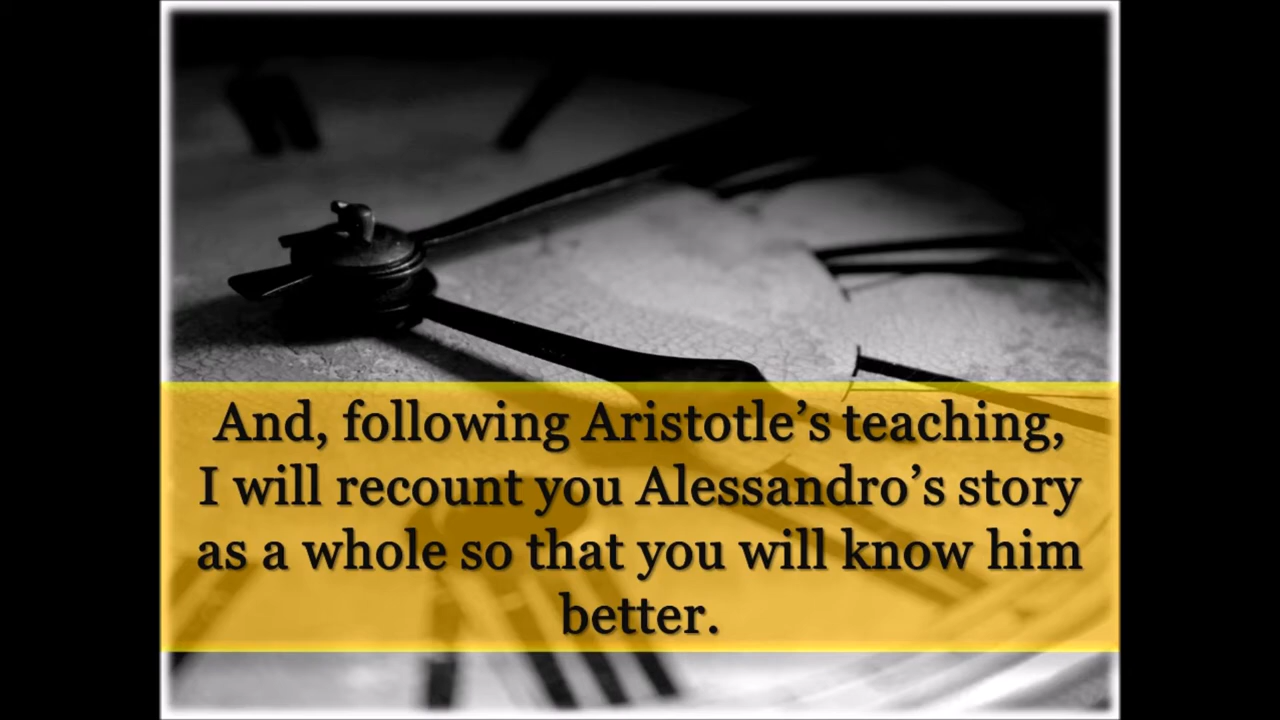 And, following Aristotle’s teaching,
I will recount you Alessandro’s story
as a whole so that you will know him
better.